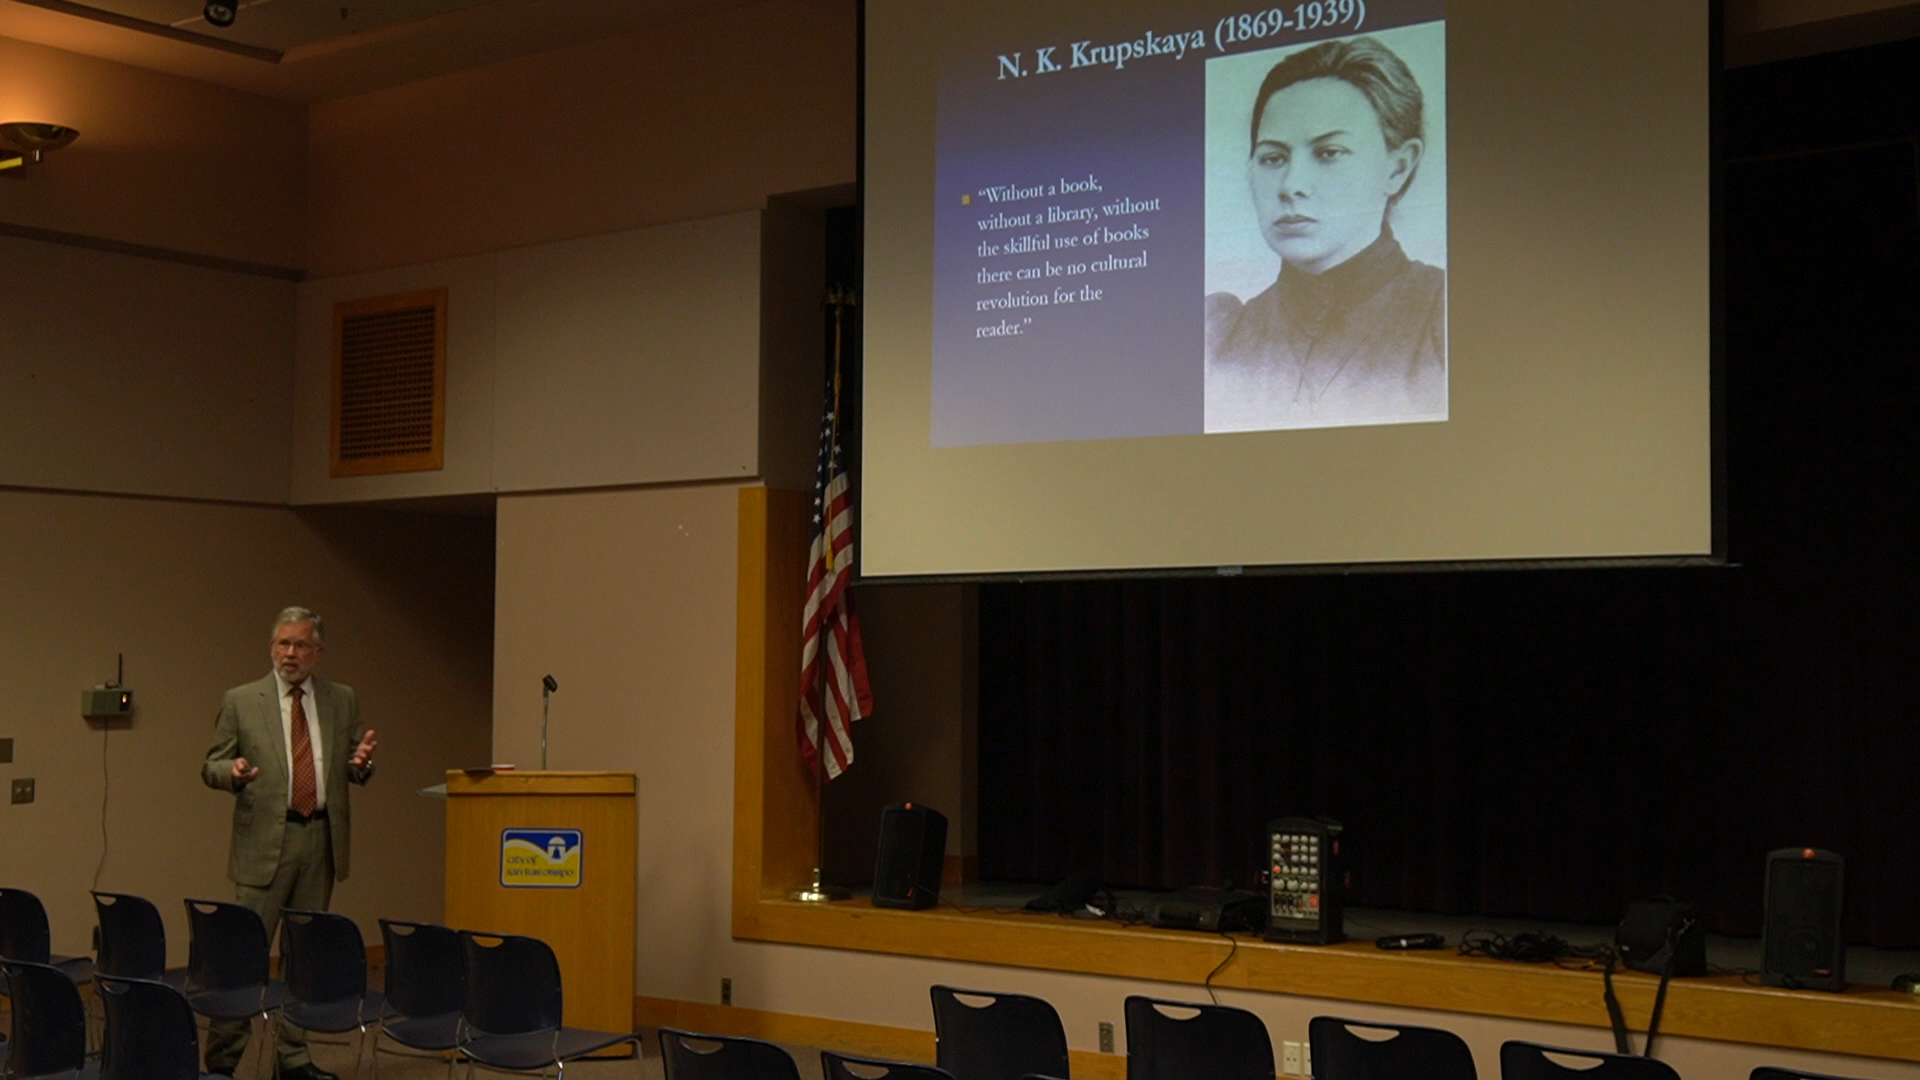 N. K. Krupskaya (1869-1939)
“Without a book,
without a library, without
the skillful use of books
there can be no cultural
revolution for the
reader.”
city of
san luis obispo